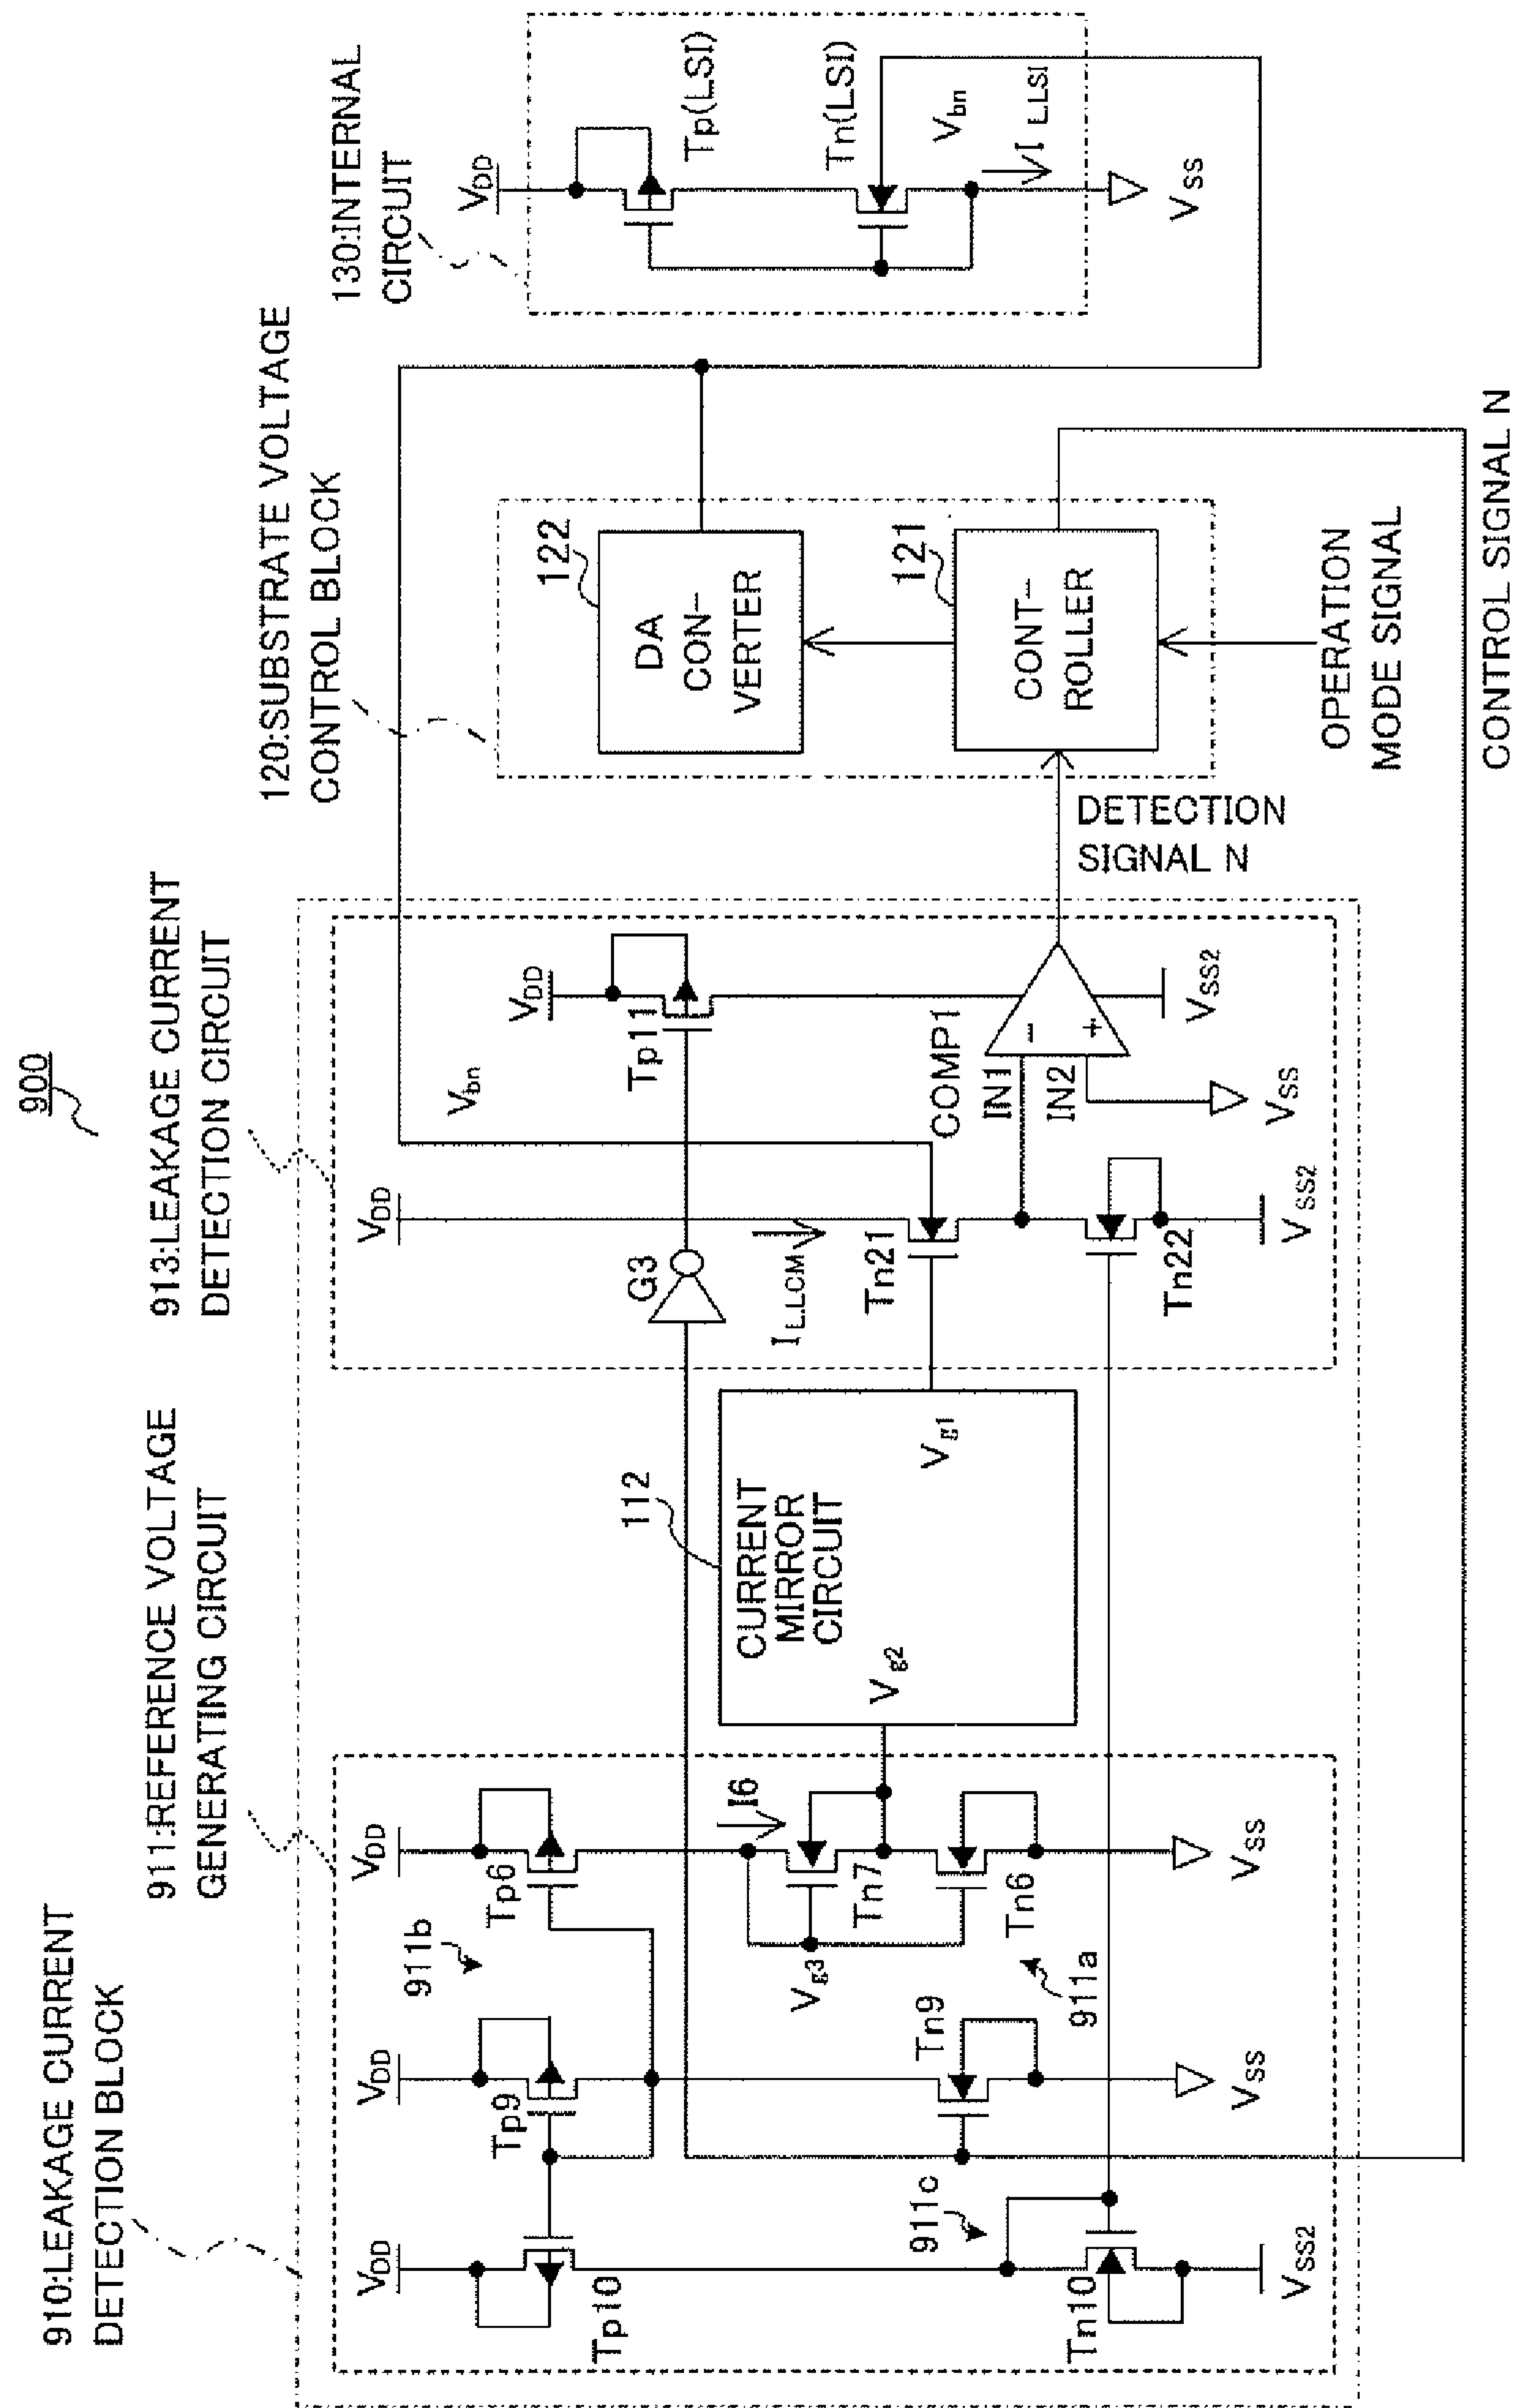 900
910:LEAKAGE CURRENT
DETECTION BLOCK
911:REFERENCE VOLTAGE
GENERATING CIRCUIT
913:LEAKAGE CURRENT
DETECTION CIRCUIT
120:SUBSTRATE VOLTAGE
CONTROL BLOCK
130:INTERNAL
CIRCUIT
VDD
Tp10
911c
Tn10
VSS2
VDD
Tp9
Tn9
VSS
911b
VDD
Tp6
I6
Vg3
Tn7
Tn6
911a
VSS
112
CURRENT
MIRROR
CIRCUIT
Vg2
Vg1
G3
VDD
IL.LCM
Tn21
Tn22
VSS2
Vbn
VDD
Tp11
COMP1
IN1
IN2
−
+
VSS
VSS2
DETECTION
SIGNAL N
122
DA
CON-
VERTER
121
CONT-
ROLLER
OPERATION
MODE SIGNAL
CONTROL SIGNAL N
VDD
Tp(LSI)
Tn(LSI)
Vbn
I L.LSI
VSS